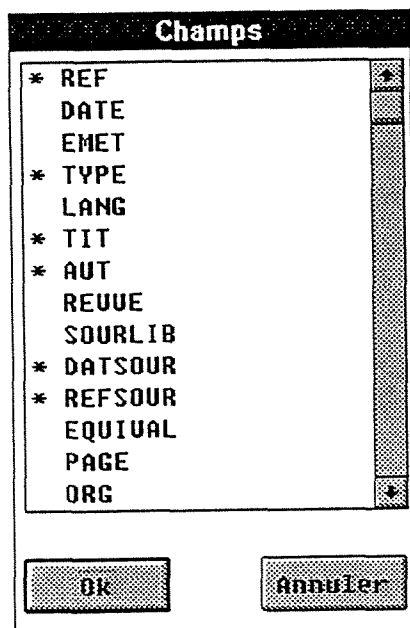 Champs
* REF
DATE
EMET
* TYPE
LANG
* TIT
* AUT
REVUE
SOURLIB
* DATSOUR
* REFSOUR
EQUIVAL
PAGE
ORG
Ok
Annuler